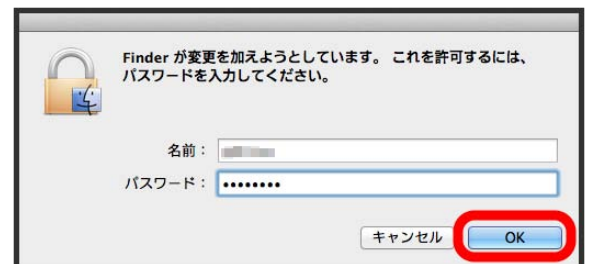 Finder が変更を加えようとしています。 これを許可するには、
パスワードを入力してください。
名前：
パスワード： ••••••••
キャンセル OK